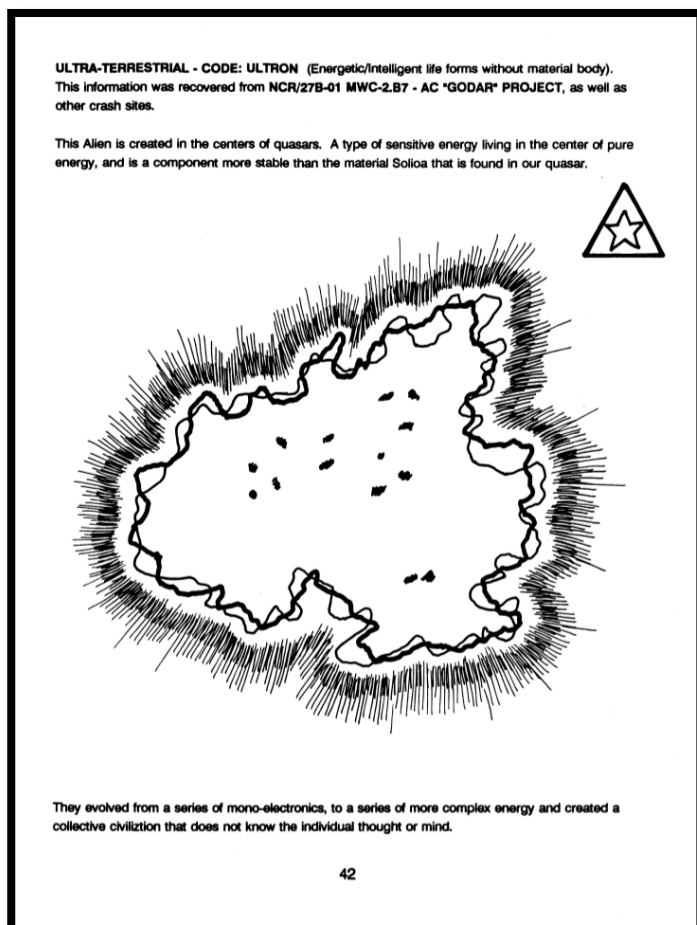 ULTRA-TERRESTRIAL - CODE: ULTRON (Energetic/Intelligent life forms without material body).
This information was recovered from NCR/27B-01 MWC-2.B7 - AC "GODAR" PROJECT, as well as
other crash sites.
This Alien is created in the centers of quasars. A type of sensitive energy living in the center of pure
energy, and is a component more stable than the material Solioa that is found in our quasar.
They evolved from a series of mono-electronics, to a series of more complex energy and created a
collective civiliztion that does not know the individual thought or mind.
42